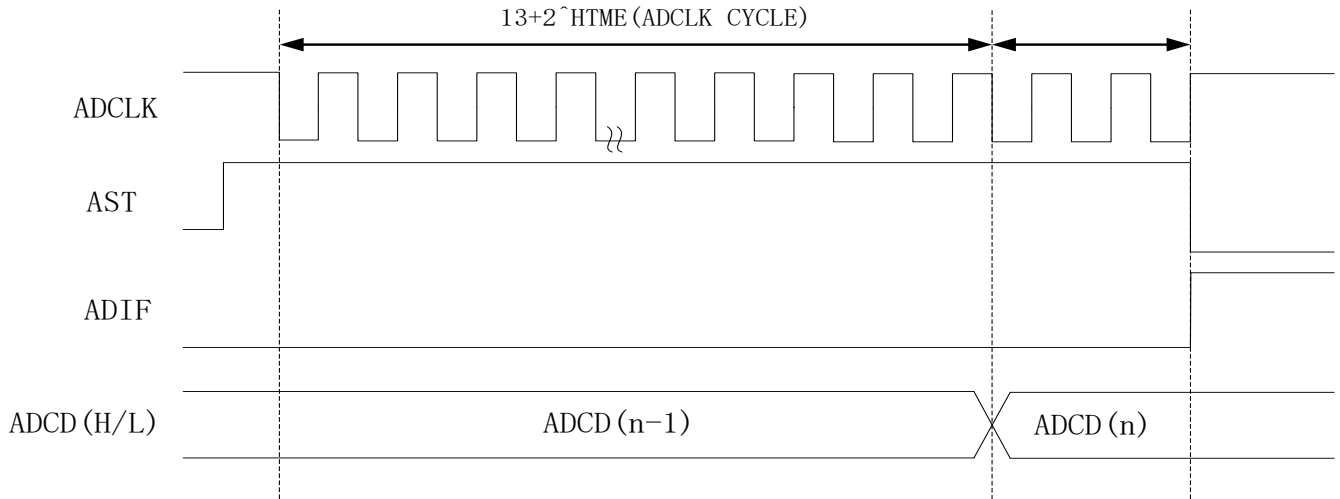 13+2^HTME(ADCLK CYCLE)
ADCLK
AST
ADIF
ADCD(H/L)
ADCD(n-1)
ADCD(n)